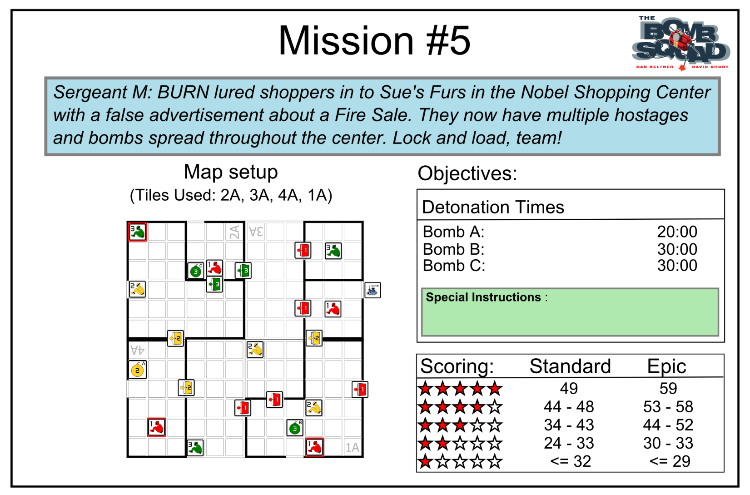 Mission #5
THE
BOMB
SQUAD
DAN KELTNER DAVID SHORT
Sergeant M: BURN lured shoppers in to Sue's Furs in the Nobel Shopping Center
with a false advertisement about a Fire Sale. They now have multiple hostages
and bombs spread throughout the center. Lock and load, team!
Map setup
(Tiles Used: 2A, 3A, 4A, 1A)
2A
3A
4A
1A
Objectives:
Detonation Times
Bomb A: 20:00
Bomb B: 30:00
Bomb C: 30:00
Special Instructions :
Scoring: Standard Epic
49 59
44 - 48 53 - 58
34 - 43 44 - 52
24 - 33 30 - 33
<= 32 <= 29